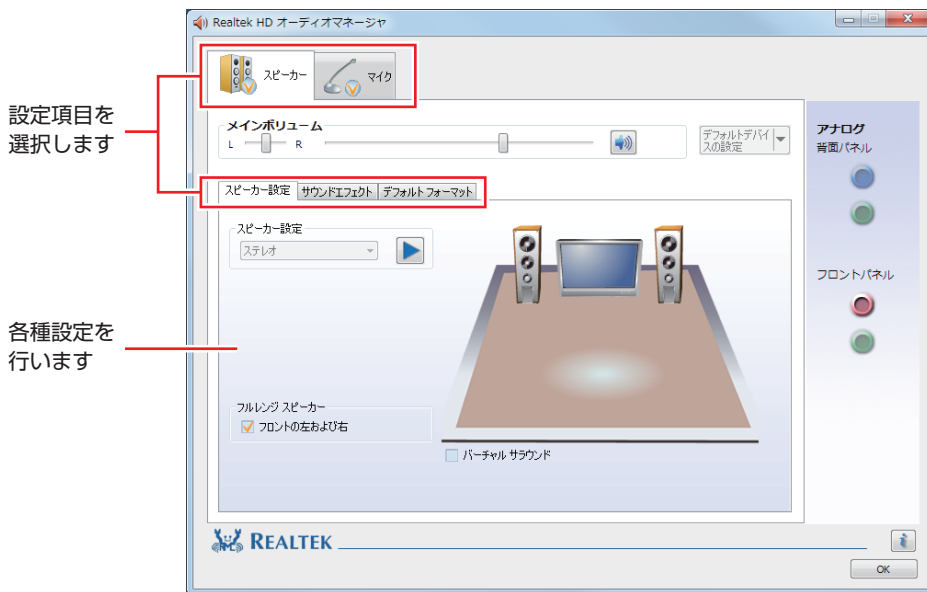 Realtek HD オーディオマネージャ
スピーカー
マイク
設定項目を
選択します
メインボリューム
L
R
デフォルトデバイ
スの設定
アナログ
背面パネル
スピーカー設定
サウンドエフェクト
デフォルト フォーマット
スピーカー設定
ステレオ
フロントパネル
各種設定を
行います
フルレンジ スピーカー
フロントの左および右
バーチャル サラウンド
REALTEK
OK